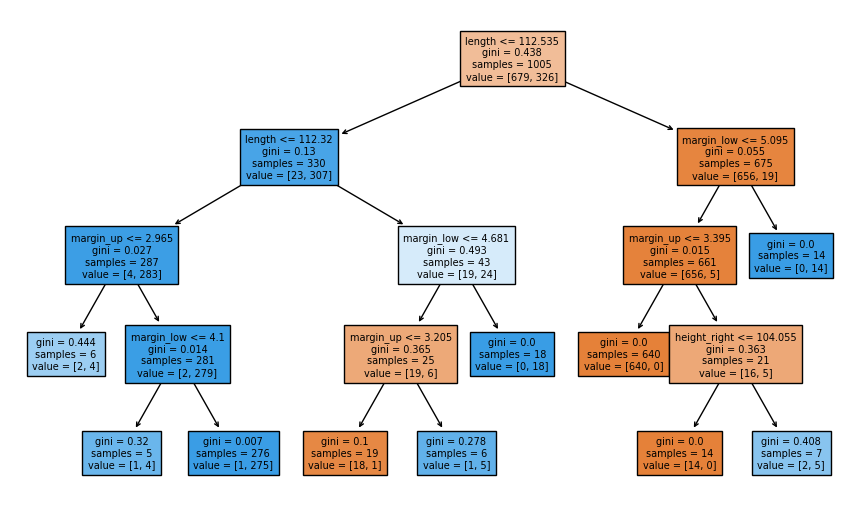 length <= 112.535
gini = 0.438
samples = 1005
value = [679, 326]
length <= 112.32
gini = 0.13
samples = 330
value = [23, 307]
margin_low <= 5.095
gini = 0.055
samples = 675
value = [656, 19]
margin_up <= 2.965
gini = 0.027
samples = 287
value = [4, 283]
margin_low <= 4.681
gini = 0.493
samples = 43
value = [19, 24]
margin_up <= 3.395
gini = 0.015
samples = 661
value = [656, 5]
gini = 0.0
samples = 14
value = [0, 14]
gini = 0.444
samples = 6
value = [2, 4]
margin_low <= 4.1
gini = 0.014
samples = 281
value = [2, 279]
margin_up <= 3.205
gini = 0.365
samples = 25
value = [19, 6]
gini = 0.0
samples = 18
value = [0, 18]
gini = 0.0
samples = 640
value = [640, 0]
height_right <= 104.055
gini = 0.363
samples = 21
value = [16, 5]
gini = 0.32
samples = 5
value = [1, 4]
gini = 0.007
samples = 276
value = [1, 275]
gini = 0.1
samples = 19
value = [18, 1]
gini = 0.278
samples = 6
value = [1, 5]
gini = 0.0
samples = 14
value = [14, 0]
gini = 0.408
samples = 7
value = [2, 5]